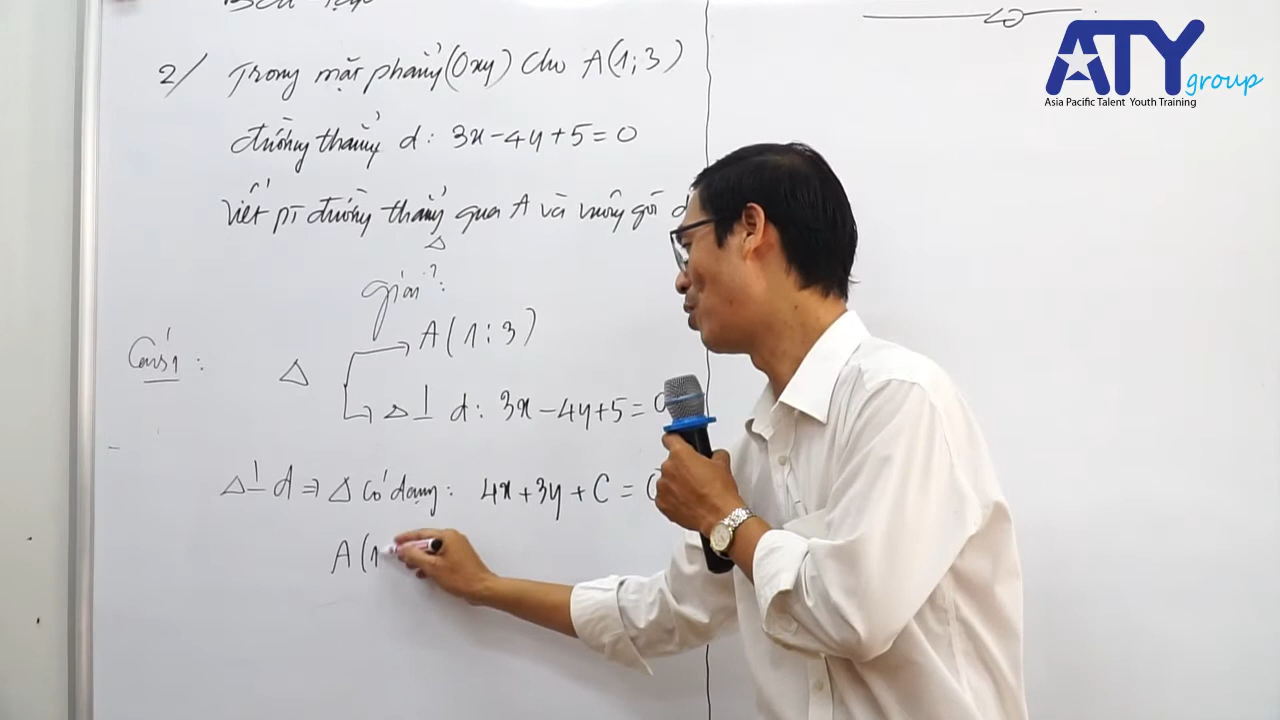 Bài tập
2/ Trong mặt phẳng (Oxy) cho A(1;3)
đường thẳng d: 3x-4y+5=0
Viết pt đường thẳng qua A và vuông góc d
Δ
giải:
Cách 1:
Δ
A(1;3)
Δ⊥ d: 3x-4y+5=0
Δ⊥ d ⇒ Δ có dạng: 4x+3y+C=0
A(1
ATY group
Asia Pacific Talent Youth Training